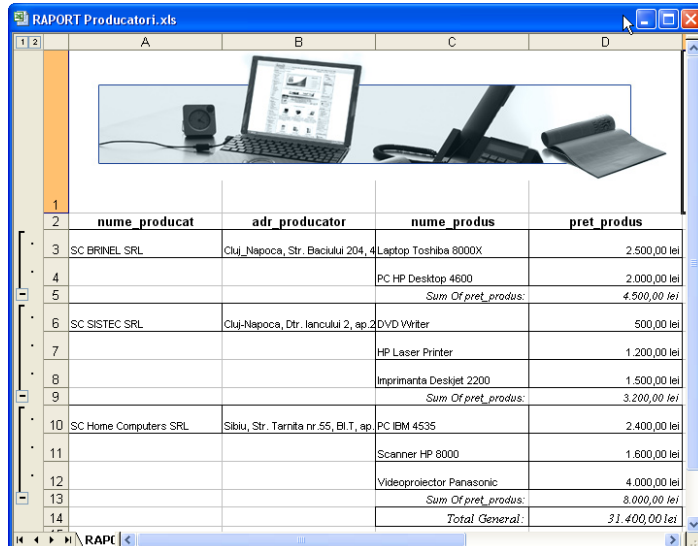 RAPORT Producatori.xls
1 2 A B C D
1
2 nume_producat adr_producator nume_produs pret_produs
3 SC BRINEL SRL Cluj_Napoca, Str. Baciului 204, 4 Laptop Toshiba 8000X 2.500,00 lei
4 PC HP Desktop 4600 2.000,00 lei
5 Sum Of pret_produs: 4.500,00 lei
6 SC SISTEC SRL Cluj-Napoca, Dtr. Iancului 2, ap.2 DVD Writer 500,00 lei
7 HP Laser Printer 1.200,00 lei
8 Imprimanta Deskjet 2200 1.500,00 lei
9 Sum Of pret_produs: 3.200,00 lei
10 SC Home Computers SRL Sibiu, Str. Tarnita nr.55, Bl.T, ap. PC IBM 4535 2.400,00 lei
11 Scanner HP 8000 1.600,00 lei
12 Videoproiector Panasonic 4.000,00 lei
13 Sum Of pret_produs: 8.000,00 lei
14 Total General: 31.400,00 lei
RAPC